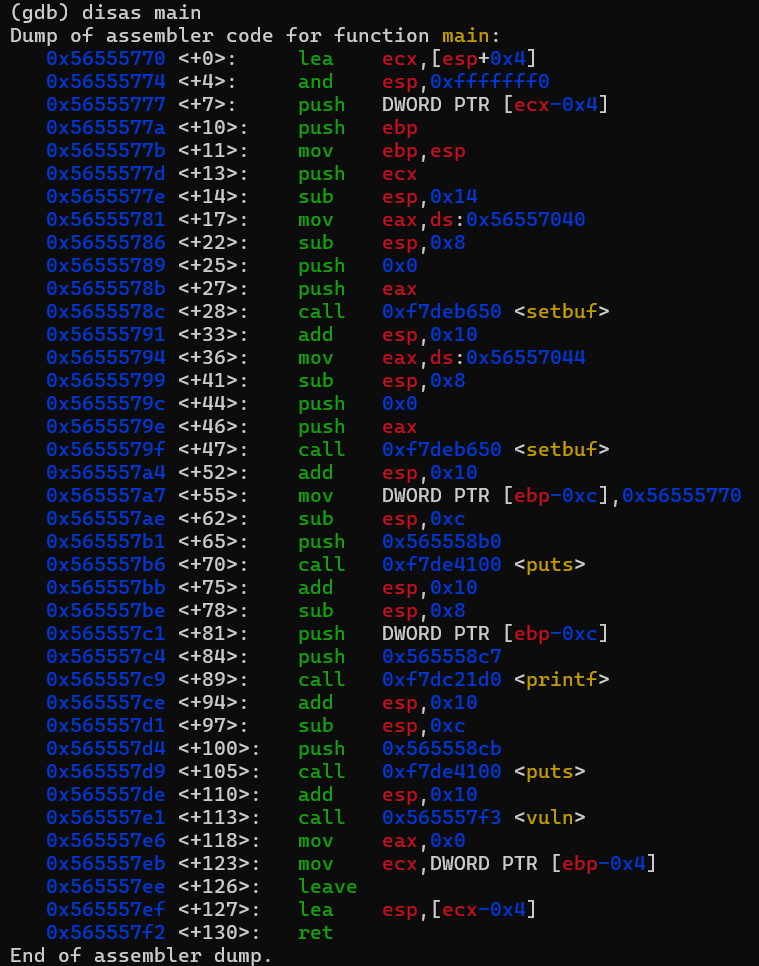 (gdb) disas main
Dump of assembler code for function main:
   0x56555770 <+0>:     lea    ecx,[esp+0x4]
   0x56555774 <+4>:     and    esp,0xfffffff0
   0x56555777 <+7>:     push   DWORD PTR [ecx-0x4]
   0x5655577a <+10>:    push   ebp
   0x5655577b <+11>:    mov    ebp,esp
   0x5655577d <+13>:    push   ecx
   0x5655577e <+14>:    sub    esp,0x14
   0x56555781 <+17>:    mov    eax,ds:0x56557040
   0x56555786 <+22>:    sub    esp,0x8
   0x56555789 <+25>:    push   0x0
   0x5655578b <+27>:    push   eax
   0x5655578c <+28>:    call   0xf7deb650 <setbuf>
   0x56555791 <+33>:    add    esp,0x10
   0x56555794 <+36>:    mov    eax,ds:0x56557044
   0x56555799 <+41>:    sub    esp,0x8
   0x5655579c <+44>:    push   0x0
   0x5655579e <+46>:    push   eax
   0x5655579f <+47>:    call   0xf7deb650 <setbuf>
   0x565557a4 <+52>:    add    esp,0x10
   0x565557a7 <+55>:    mov    DWORD PTR [ebp-0xc],0x56555770
   0x565557ae <+62>:    sub    esp,0xc
   0x565557b1 <+65>:    push   0x565558b0
   0x565557b6 <+70>:    call   0xf7de4100 <puts>
   0x565557bb <+75>:    add    esp,0x10
   0x565557be <+78>:    sub    esp,0x8
   0x565557c1 <+81>:    push   DWORD PTR [ebp-0xc]
   0x565557c4 <+84>:    push   0x565558c7
   0x565557c9 <+89>:    call   0xf7dc21d0 <printf>
   0x565557ce <+94>:    add    esp,0x10
   0x565557d1 <+97>:    sub    esp,0xc
   0x565557d4 <+100>:   push   0x565558cb
   0x565557d9 <+105>:   call   0xf7de4100 <puts>
   0x565557de <+110>:   add    esp,0x10
   0x565557e1 <+113>:   call   0x565557f3 <vuln>
   0x565557e6 <+118>:   mov    eax,0x0
   0x565557eb <+123>:   mov    ecx,DWORD PTR [ebp-0x4]
   0x565557ee <+126>:   leave
   0x565557ef <+127>:   lea    esp,[ecx-0x4]
   0x565557f2 <+130>:   ret
End of assembler dump.